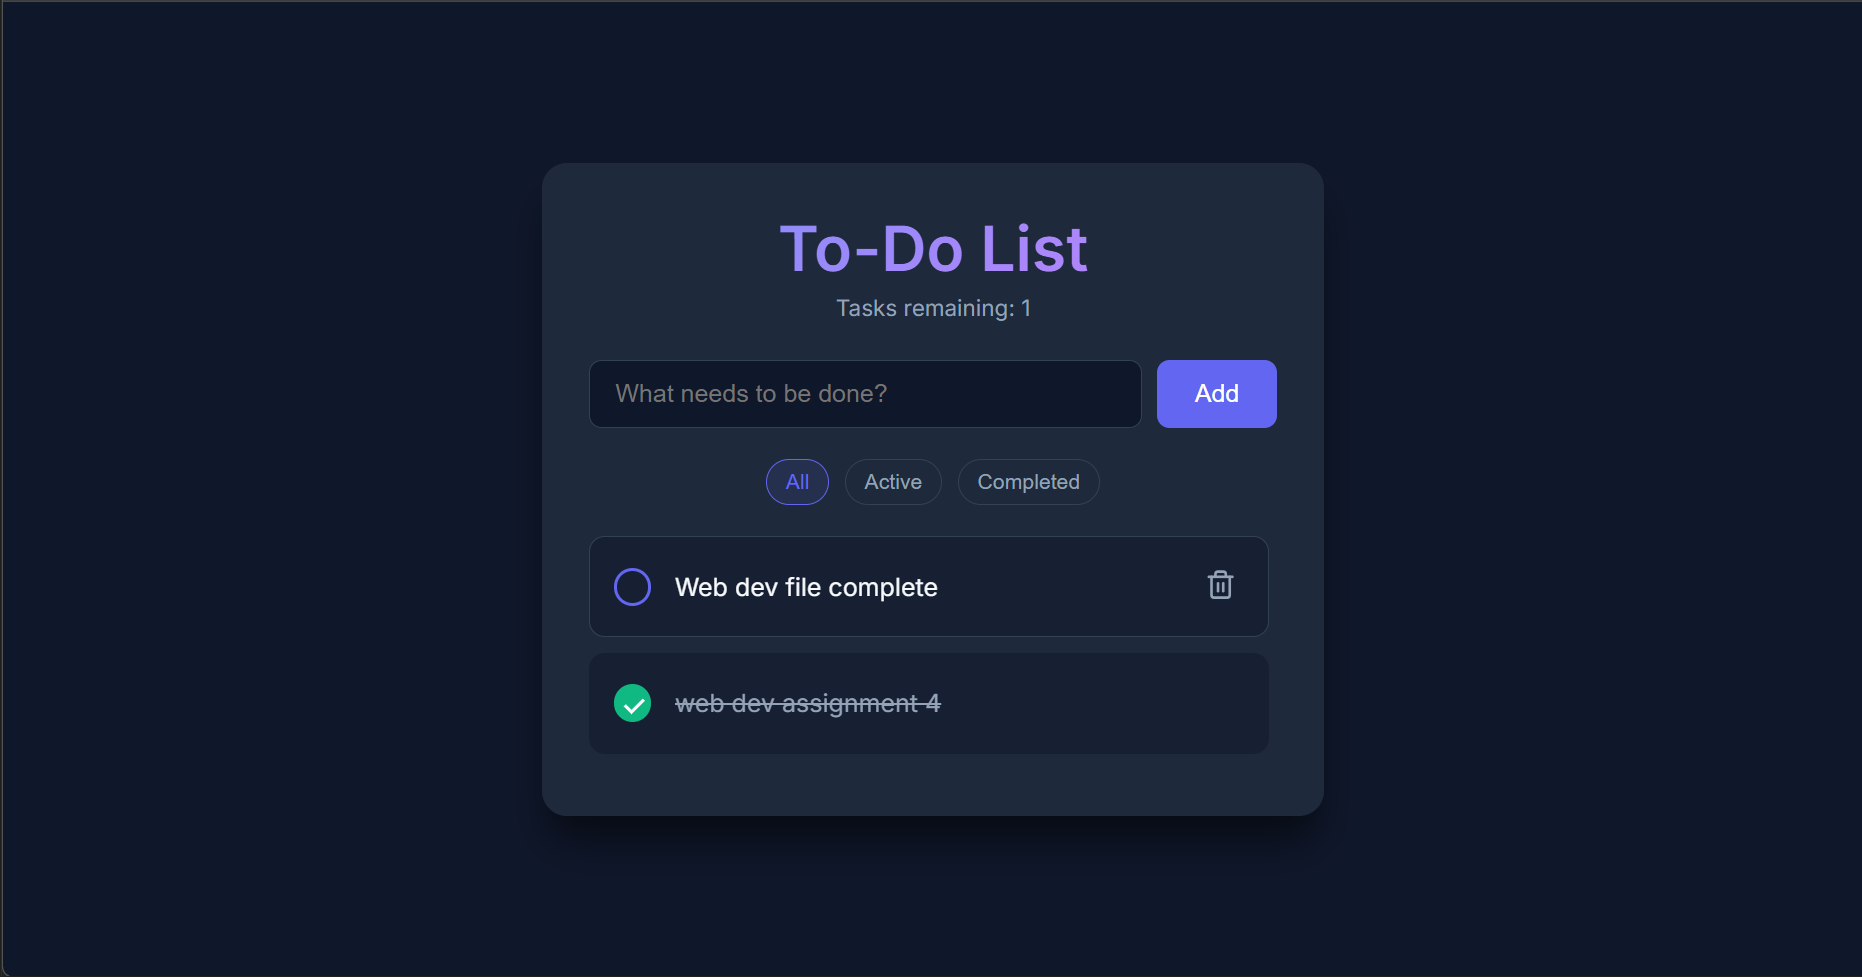 To-Do List
Tasks remaining: 1
What needs to be done?
Add
All
Active
Completed
Web dev file complete
web dev assignment 4